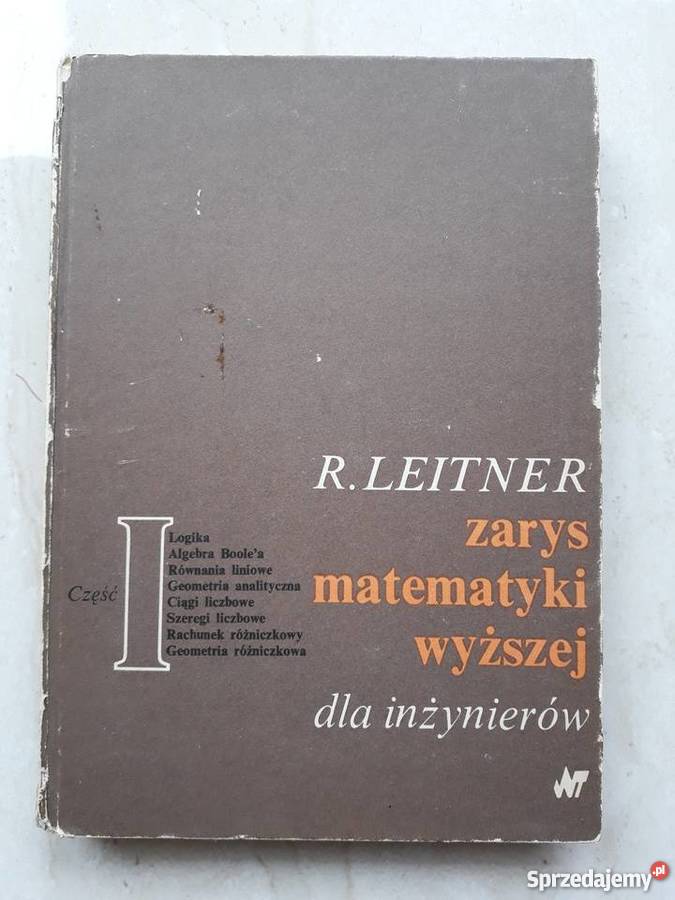 R. LEITNER
zarys
matematyki
wyższej
dla inżynierów
Część I
Logika
Algebra Boole'a
Równania liniowe
Geometria analityczna
Ciągi liczbowe
Szeregi liczbowe
Rachunek różniczkowy
Geometria różniczkowa
WNT
Sprzedajemy.pl